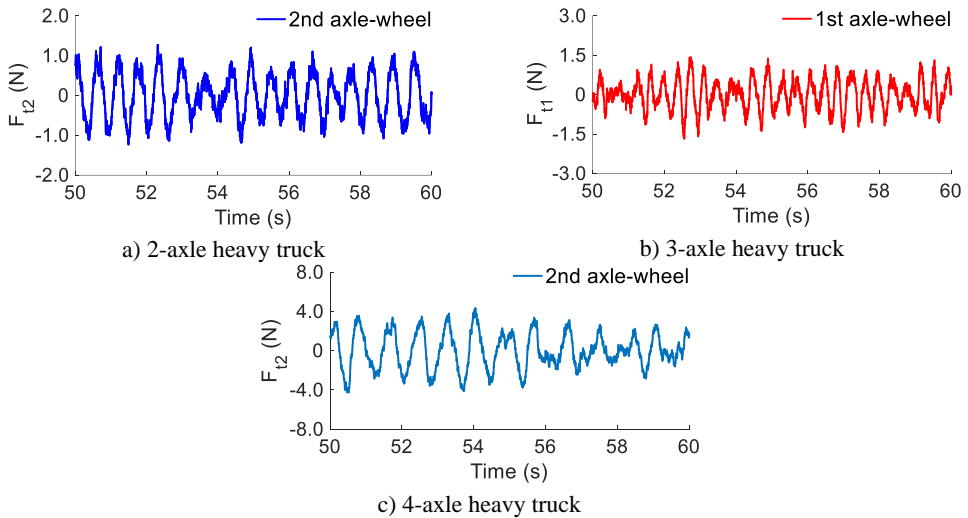 2nd axle-wheel
2.0
1.0
0
-1.0
-2.0
F_t2 (N)
50 52 54 56 58 60
Time (s)
a) 2-axle heavy truck
1st axle-wheel
3.0
1.5
0
-1.5
-3.0
F_t1 (N)
50 52 54 56 58 60
Time (s)
b) 3-axle heavy truck
2nd axle-wheel
8.0
4.0
0
-4.0
-8.0
F_t2 (N)
50 52 54 56 58 60
Time (s)
c) 4-axle heavy truck